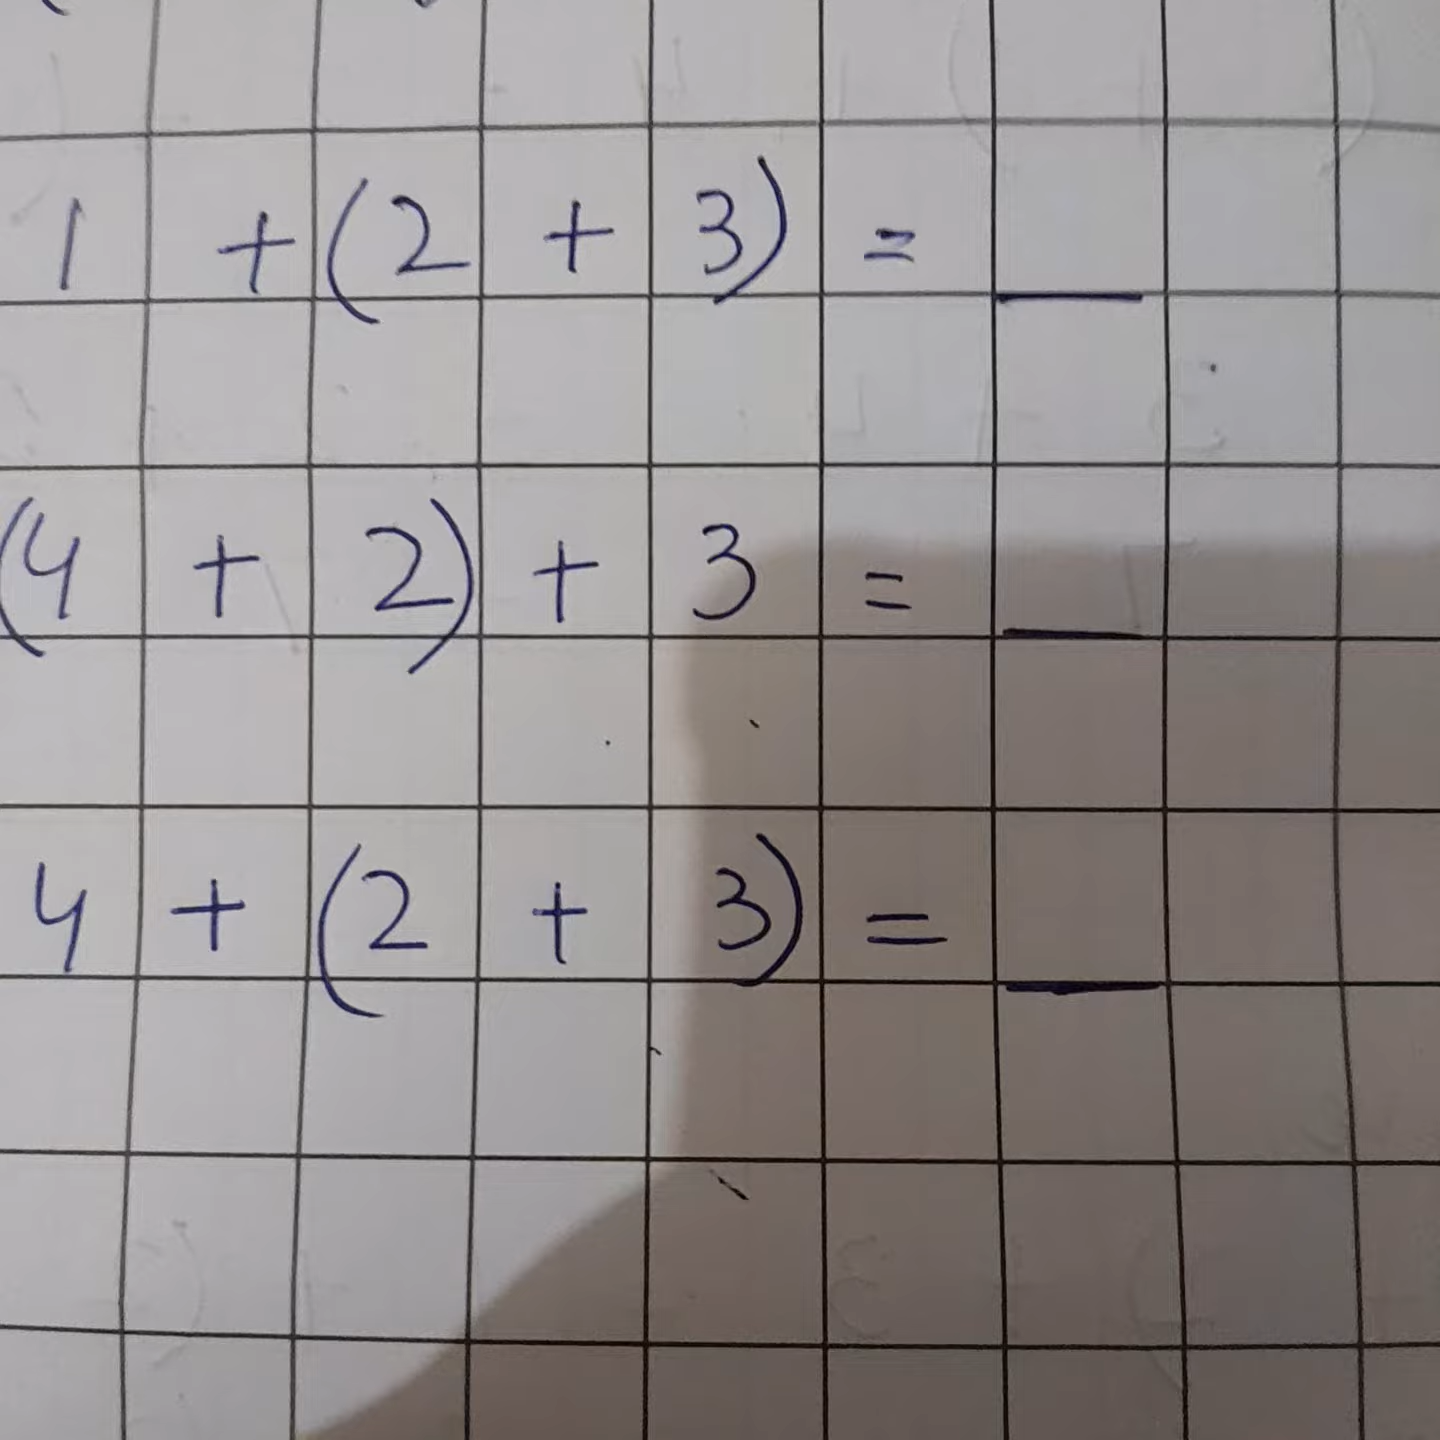 1 + (2 + 3) = __
(4 + 2) + 3 = __
4 + (2 + 3) = __